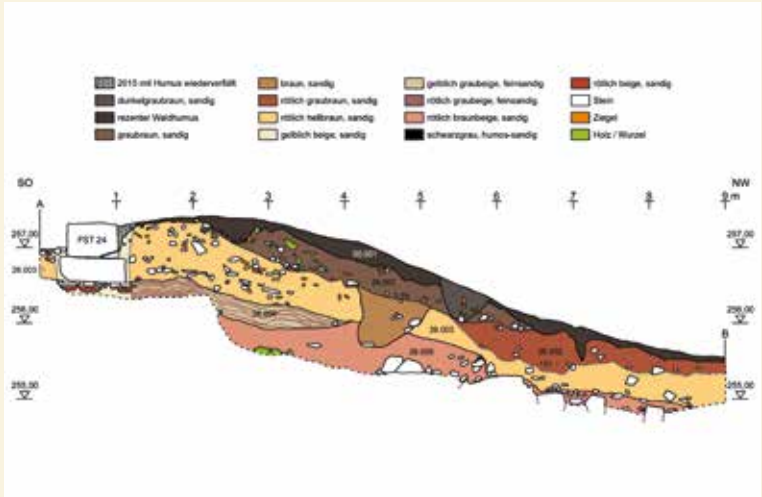 2015 mit Humus wiederverfüllt
dunkelgraubraun, sandig
rezenter Waldhumus
graubraun, sandig
braun, sandig
rötlich graubraun, sandig
rötlich hellbraun, sandig
gelblich beige, sandig
gelblich graubeige, feinsandig
rötlich graubeige, feinsandig
rötlich braunbeige, sandig
schwarzgrau, humos-sandig
rötlich beige, sandig
Stein
Ziegel
Holz / Wurzel
SO
NW
1 2 3 4 5 6 7 8 9 m
A
B
FST 24
257,00
257,00
26.003
256,00
256,00
255,00
255,00